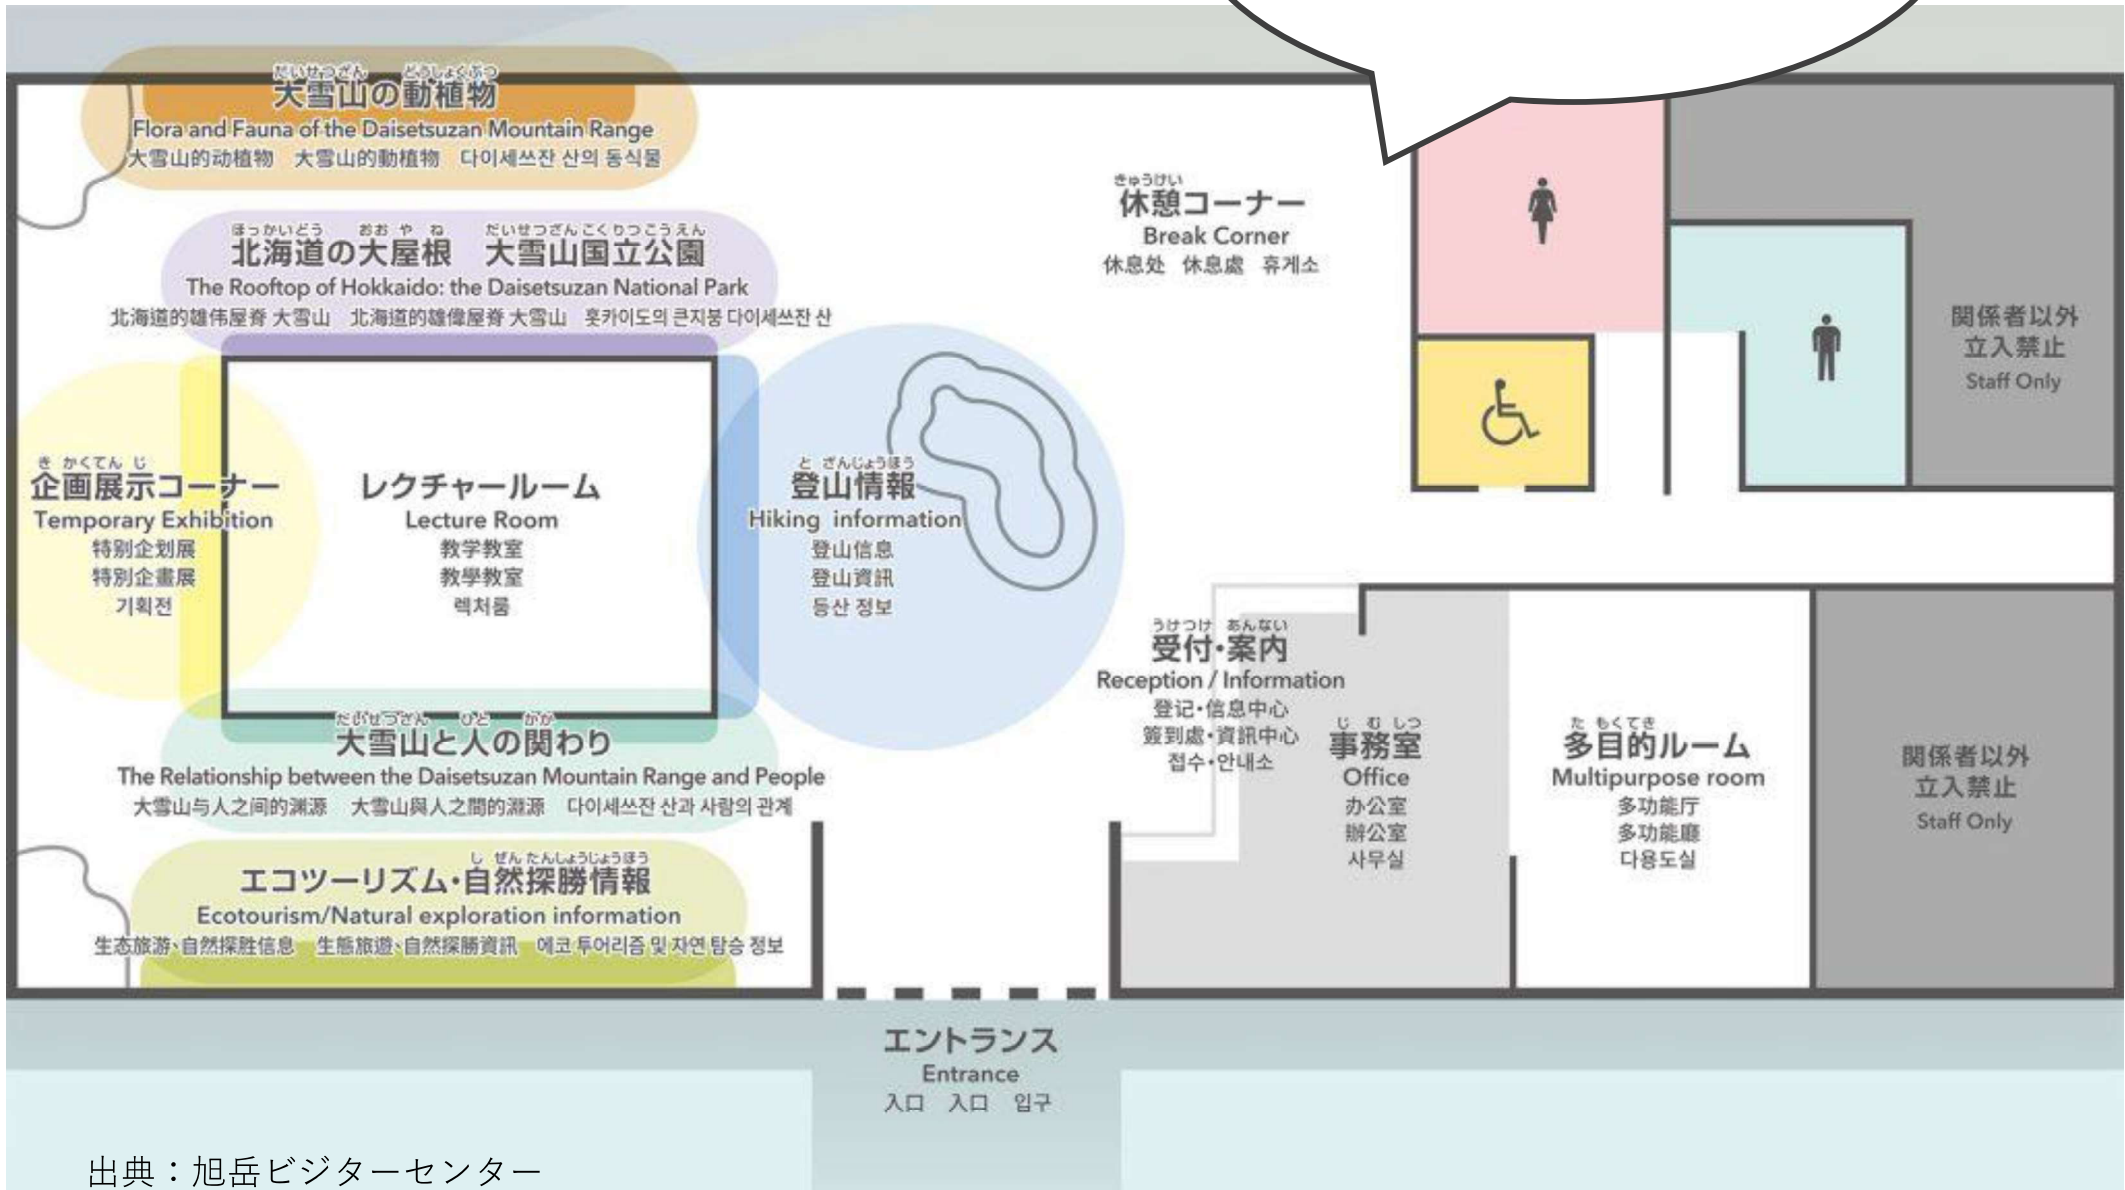 だいせつざん どうしょくぶつ
大雪山の動植物
Flora and Fauna of the Daisetsuzan Mountain Range
大雪山的动植物 大雪山的動植物 다이세쓰잔 산의 동식물
ほっかいどう おお や ね だいせつざんこくりつこうえん
北海道の大屋根 大雪山国立公園
The Rooftop of Hokkaido: the Daisetsuzan National Park
北海道的雄伟屋脊 大雪山 北海道的雄偉屋脊 大雪山 홋카이도의 큰지붕 다이세쓰잔 산
き かくてん じ
企画展示コーナー
Temporary Exhibition
特别企划展
特別企畫展
기획전
レクチャールーム
Lecture Room
教学教室
教學教室
렉처룸
と ざんじょうほう
登山情報
Hiking information
登山信息
登山資訊
등산 정보
だいせつざん ひと かか
大雪山と人の関わり
The Relationship between the Daisetsuzan Mountain Range and People
大雪山与人之间的渊源 大雪山與人之間的淵源 다이세쓰잔 산과 사람의 관계
し ぜん たんしょうじょうほう
エコツーリズム・自然探勝情報
Ecotourism/Natural exploration information
生态旅游、自然探胜信息 生態旅遊、自然探勝資訊 에코 투어리즘 및 자연 탐승 정보
きゅうけい
休憩コーナー
Break Corner
休息处 休息處 휴게소
関係者以外
立入禁止
Staff Only
うけつけ あんない
受付・案内
Reception / Information
登记・信息中心
簽到處・資訊中心
접수・안내소
じ む しつ
事務室
Office
办公室
辦公室
사무실
た もくてき
多目的ルーム
Multipurpose room
多功能厅
多功能廳
다용도실
関係者以外
立入禁止
Staff Only
エントランス
Entrance
入口 入口 입구
出典：旭岳ビジターセンター